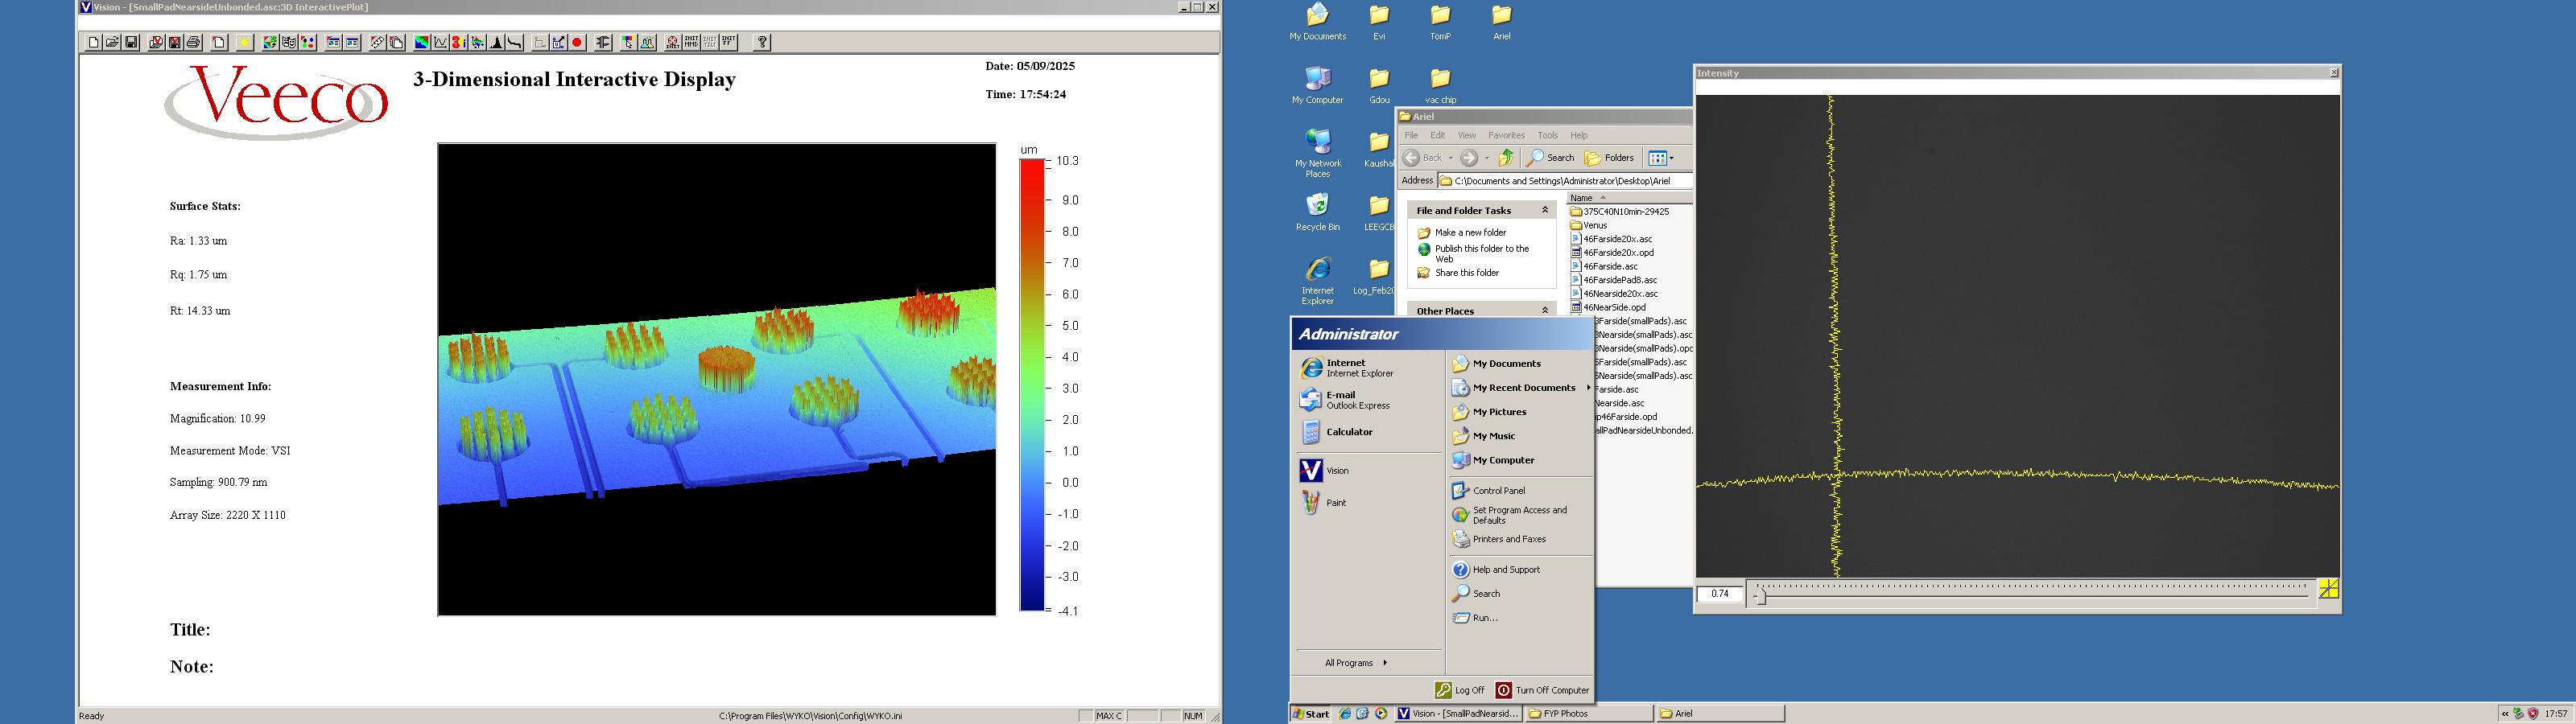 Vision - [SmallPadNearsideUnbonded.asc:3D InteractivePlot]
Veeco
3-Dimensional Interactive Display
Date: 05/09/2025
Time: 17:54:24
Surface Stats:
Ra: 1.33 um
Rq: 1.75 um
Rt: 14.33 um
Measurement Info:
Magnification: 10.99
Measurement Mode: VSI
Sampling: 900.79 nm
Array Size: 2220 X 1110
Title:
Note:
um
10.3
9.0
8.0
7.0
6.0
5.0
4.0
3.0
2.0
1.0
0.0
-1.0
-2.0
-3.0
-4.1
Ready
C:\Program Files\WYKO\Vision\Config\WYKO.ini
MAX C
NUM
My Documents
Evi
TomP
Ariel
My Computer
Gdou
vac chip
My Network
Places
Kaushal
Recycle Bin
LEEGCB
Internet
Explorer
Log_Feb20
Ariel
File Edit View Favorites Tools Help
Back
Search
Folders
Address
C:\Documents and Settings\Administrator\Desktop\Ariel
File and Folder Tasks
Make a new folder
Publish this folder to the
Web
Share this folder
Other Places
Name
375C40N10min-29425
Venus
46Farside20x.asc
46Farside20x.opd
46Farside.asc
46FarsidePad8.asc
46Nearside20x.asc
46NearSide.opd
Farside(smallPads).asc
Nearside(smallPads).asc
Nearside(smallPads).opd
Farside(smallPads).asc
Nearside(smallPads).asc
Farside.asc
Nearside.asc
p46Farside.opd
allPadNearsideUnbonded.
Administrator
Internet
Internet Explorer
E-mail
Outlook Express
Calculator
Vision
Paint
All Programs
My Documents
My Recent Documents
My Pictures
My Music
My Computer
Control Panel
Set Program Access and
Defaults
Printers and Faxes
Help and Support
Search
Run...
Log Off
Turn Off Computer
Intensity
0.74
Start
Vision - [SmallPadNearsid...
FYP Photos
Ariel
17:57